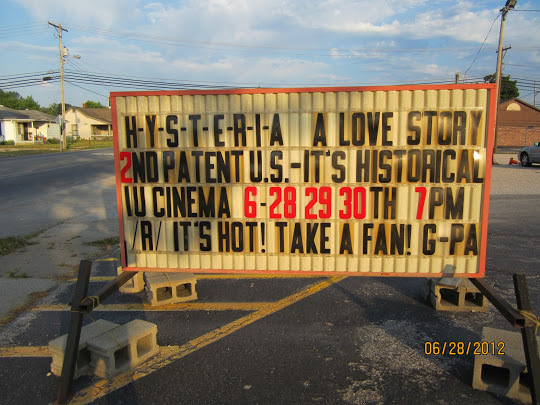 H-Y-S-T-E-R-I-A A LOVE STORY
2ND PATENT U.S.-IT'S HISTORICAL
IU CINEMA 6-28 29 30TH 7PM
/R/ IT'S HOT! TAKE A FAN! G-PA
06/28/2012